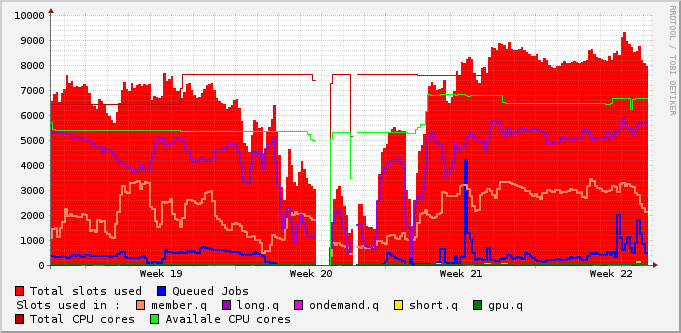 10000
9000
8000
7000
6000
5000
4000
3000
2000
1000
0
Week 19 Week 20 Week 21 Week 22
RRDTOOL / TOBI OETIKER
Total slots used Queued Jobs
Slots used in : member.q long.q ondemand.q short.q gpu.q
Total CPU cores Availale CPU cores